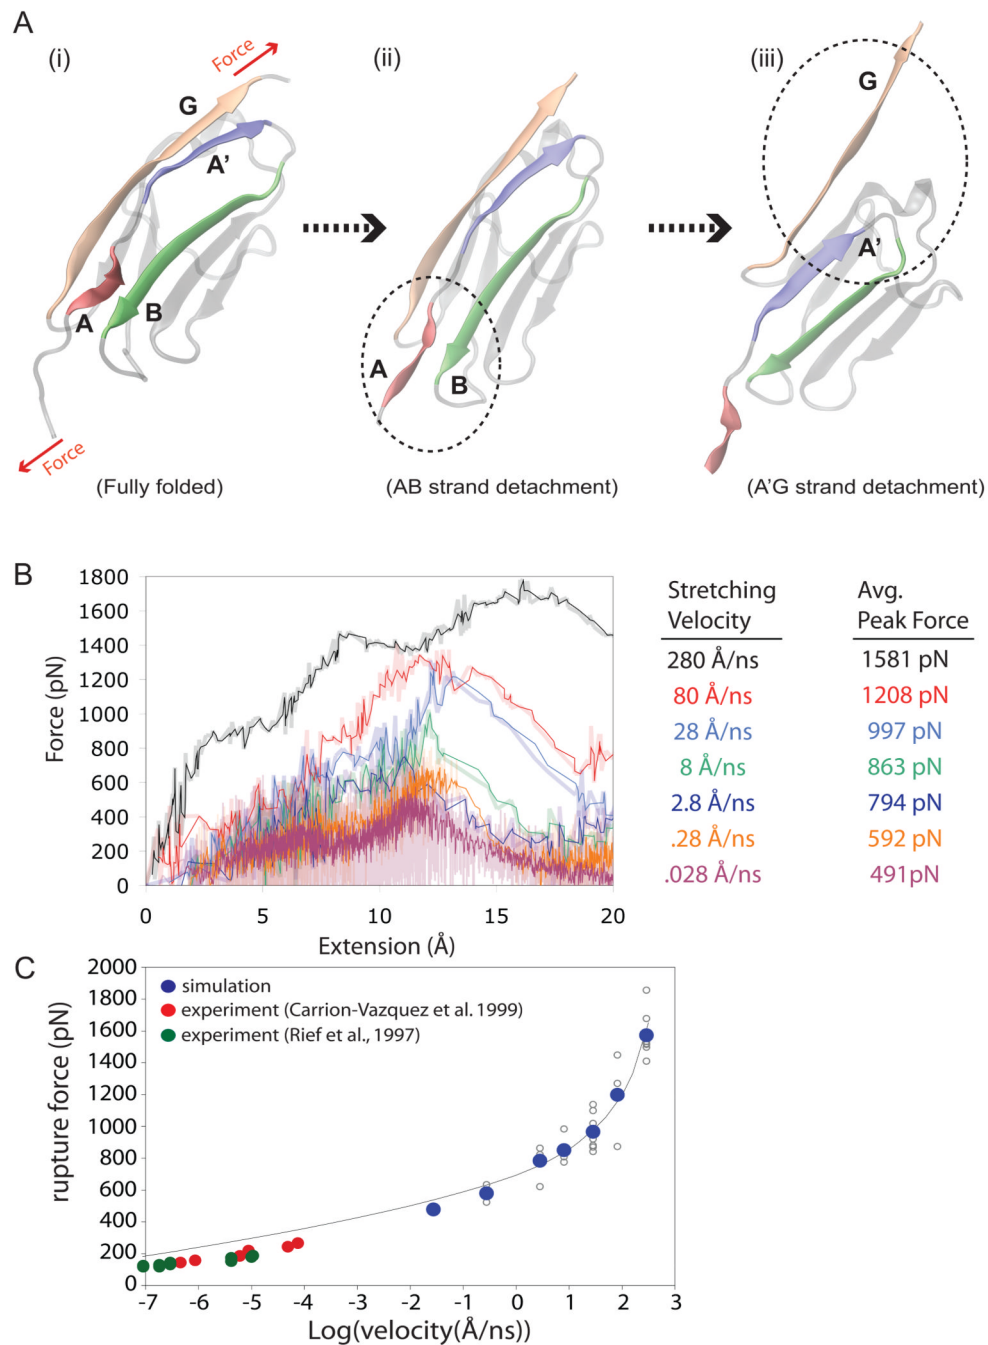 A
(i)
(ii)
(iii)
Force
G
A'
A
B
Force
A
B
G
A'
(Fully folded)
(AB strand detachment)
(A'G strand detachment)
B
Force (pN)
1800
1600
1400
1200
1000
800
600
400
200
0
0
5
10
15
20
Extension (Å)
Stretching Velocity
Avg. Peak Force
280 Å/ns
1581 pN
80 Å/ns
1208 pN
28 Å/ns
997 pN
8 Å/ns
863 pN
2.8 Å/ns
794 pN
.28 Å/ns
592 pN
.028 Å/ns
491pN
C
rupture force (pN)
2000
1800
1600
1400
1200
1000
800
600
400
200
0
simulation
experiment (Carrion-Vazquez et al. 1999)
experiment (Rief et al., 1997)
-7
-6
-5
-4
-3
-2
-1
0
1
2
3
Log(velocity(Å/ns))